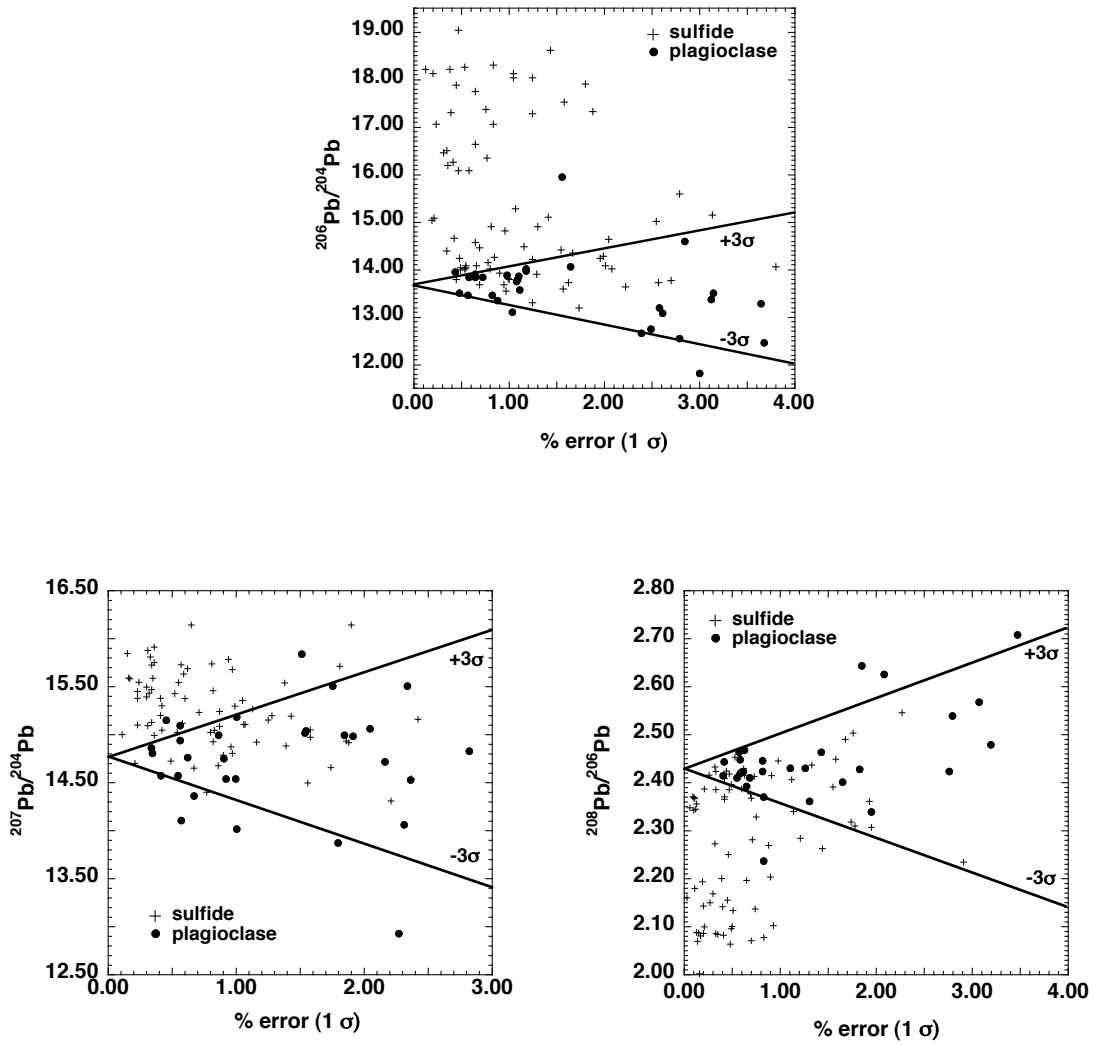 19.00
18.00
17.00
16.00
15.00
14.00
13.00
12.00
²⁰⁶Pb/²⁰⁴Pb
sulfide
plagioclase
+3σ
-3σ
0.00 1.00 2.00 3.00 4.00
% error (1 σ)
16.50
15.50
14.50
13.50
12.50
²⁰⁷Pb/²⁰⁴Pb
+3σ
-3σ
sulfide
plagioclase
0.00 1.00 2.00 3.00
% error (1 σ)
2.80
2.70
2.60
2.50
2.40
2.30
2.20
2.10
2.00
²⁰⁸Pb/²⁰⁶Pb
sulfide
plagioclase
+3σ
-3σ
0.00 1.00 2.00 3.00 4.00
% error (1 σ)